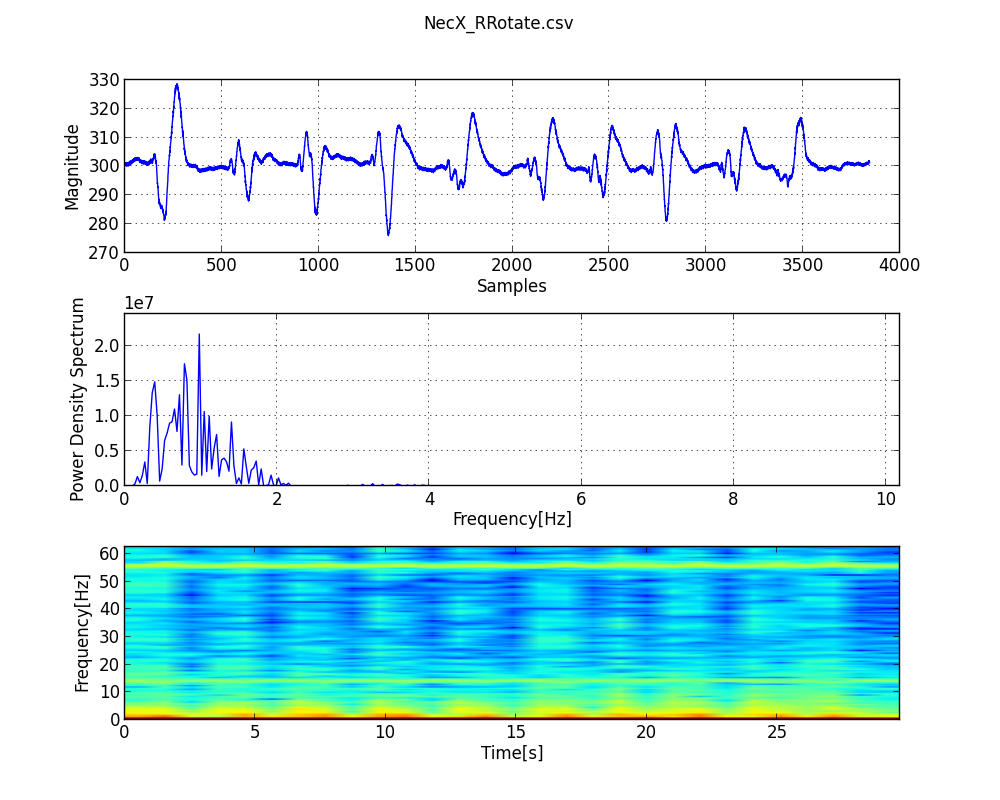 NecX_RRotate.csv
330
320
310
300
290
280
270
Magnitude
0 500 1000 1500 2000 2500 3000 3500 4000
Samples
1e7
2.0
1.5
1.0
0.5
0.0
Power Density Spectrum
0 2 4 6 8 10
Frequency[Hz]
60
50
40
30
20
10
0
Frequency[Hz]
0 5 10 15 20 25
Time[s]